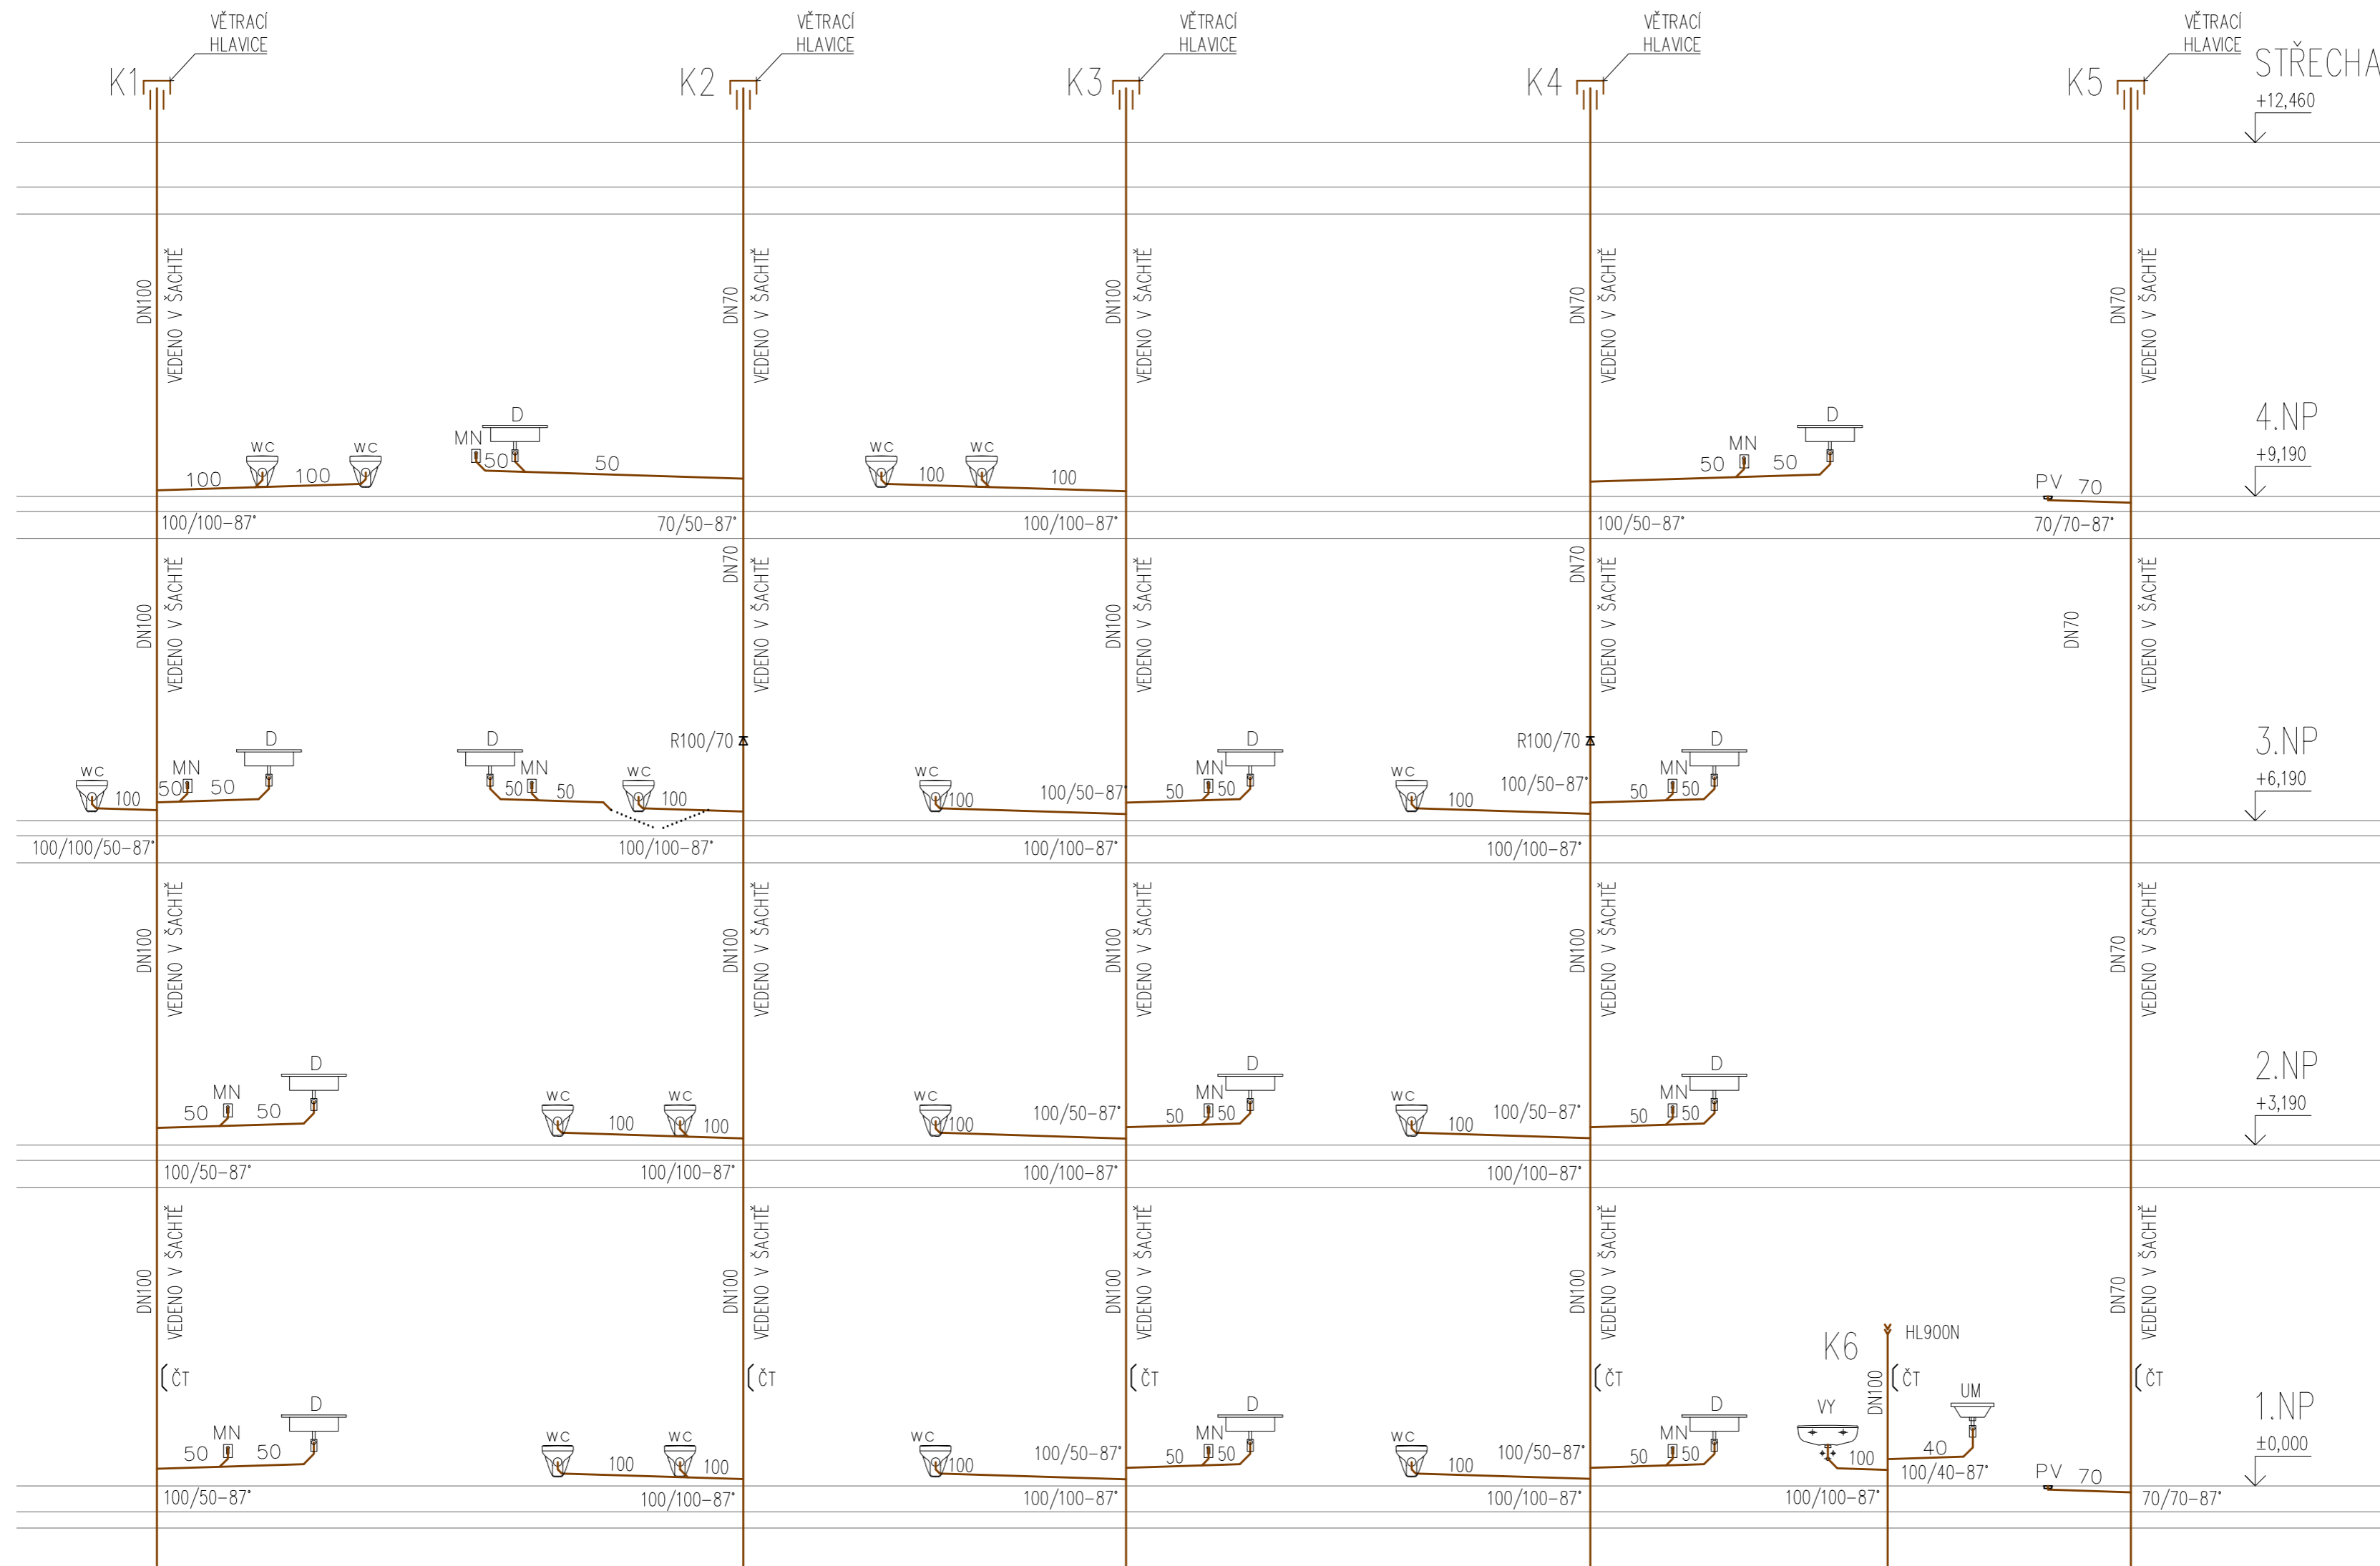 VĚTRACÍ
HLAVICE
VĚTRACÍ
HLAVICE
VĚTRACÍ
HLAVICE
VĚTRACÍ
HLAVICE
VĚTRACÍ
HLAVICE
K1
K2
K3
K4
K5
STŘECHA
+12,460
DN100
VEDENO V ŠACHTĚ
DN70
VEDENO V ŠACHTĚ
DN100
VEDENO V ŠACHTĚ
DN70
VEDENO V ŠACHTĚ
DN70
VEDENO V ŠACHTĚ
4.NP
+9,190
WC
WC
100
100
MN
D
50
50
WC
WC
100
100
MN
D
50
50
PV
70
100/100-87°
70/50-87°
100/100-87°
100/50-87°
70/70-87°
DN100
VEDENO V ŠACHTĚ
DN70
VEDENO V ŠACHTĚ
DN100
VEDENO V ŠACHTĚ
DN70
VEDENO V ŠACHTĚ
DN70
VEDENO V ŠACHTĚ
3.NP
+6,190
R100/70
R100/70
WC
100
MN
D
50
50
D
MN
50
50
WC
100
WC
100
100/50-87°
MN
D
50
50
WC
100
100/50-87°
MN
D
50
50
100/100/50-87°
100/100-87°
100/100-87°
100/100-87°
DN100
VEDENO V ŠACHTĚ
DN100
VEDENO V ŠACHTĚ
DN100
VEDENO V ŠACHTĚ
DN100
VEDENO V ŠACHTĚ
DN70
VEDENO V ŠACHTĚ
2.NP
+3,190
MN
D
50
50
WC
WC
100
100
WC
100
100/50-87°
MN
D
50
50
WC
100
100/50-87°
MN
D
50
50
100/50-87°
100/100-87°
100/100-87°
100/100-87°
DN100
VEDENO V ŠACHTĚ
DN100
VEDENO V ŠACHTĚ
DN100
VEDENO V ŠACHTĚ
DN100
VEDENO V ŠACHTĚ
DN70
VEDENO V ŠACHTĚ
K6
HL900N
DN100
ČT
ČT
ČT
ČT
ČT
ČT
1.NP
±0,000
MN
D
50
50
WC
WC
100
100
WC
100
100/50-87°
MN
D
50
50
WC
100
100/50-87°
MN
D
50
50
VY
100
UM
40
100/40-87°
PV
70
100/50-87°
100/100-87°
100/100-87°
100/100-87°
100/100-87°
70/70-87°